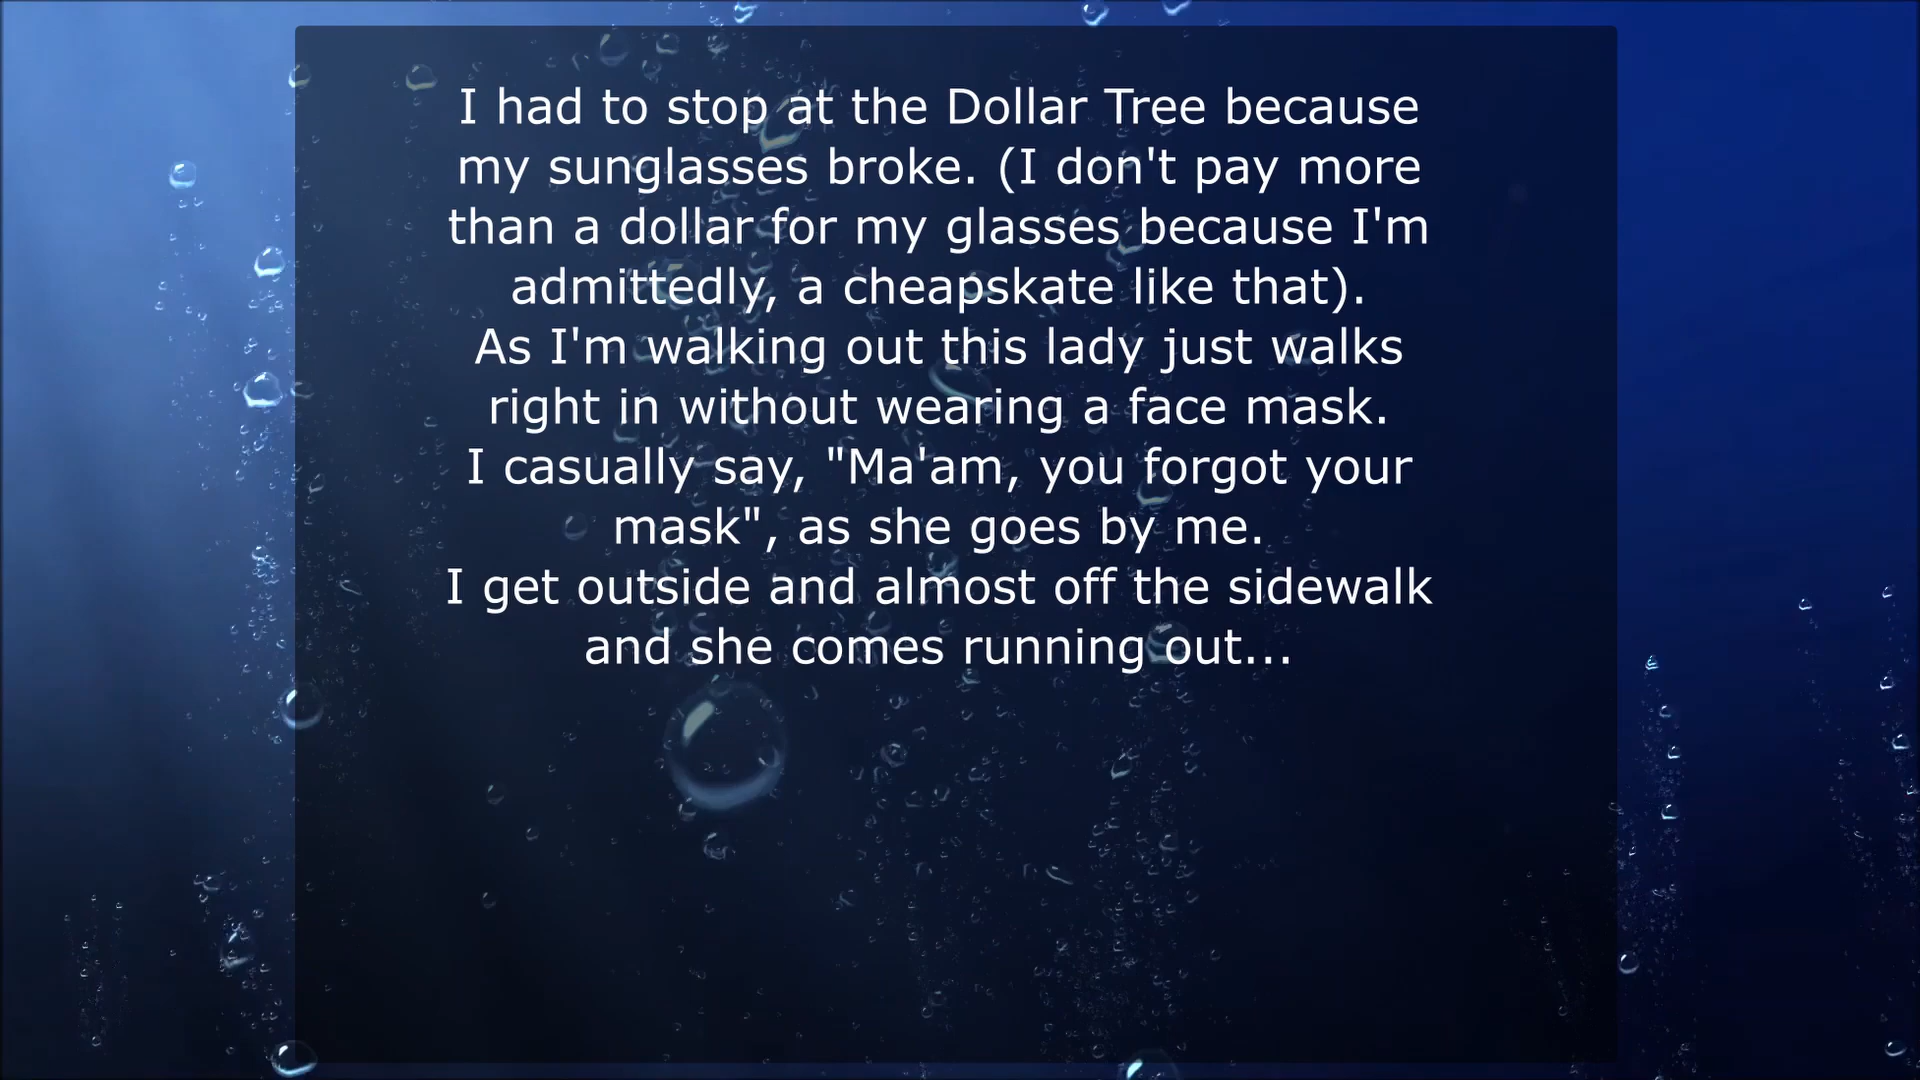 I had to stop at the Dollar Tree because
my sunglasses broke. (I don't pay more
than a dollar for my glasses because I'm
admittedly, a cheapskate like that).
As I'm walking out this lady just walks
right in without wearing a face mask.
I casually say, "Ma'am, you forgot your
mask", as she goes by me.
I get outside and almost off the sidewalk
and she comes running out...